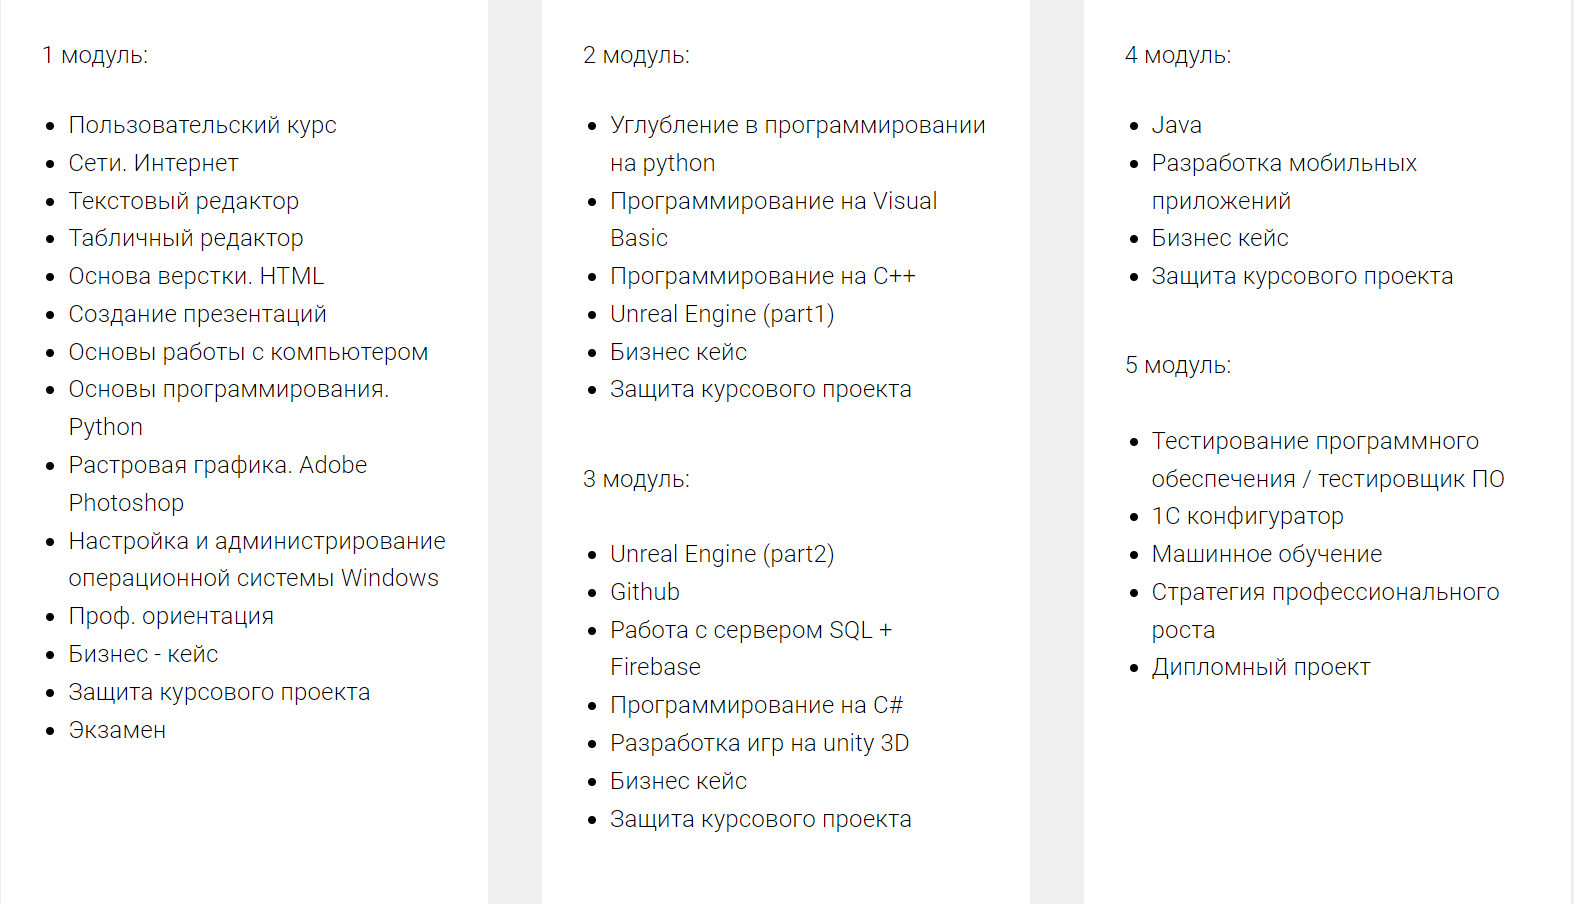 1 модуль:
Пользовательский курс
Сети. Интернет
Текстовый редактор
Табличный редактор
Основа верстки. HTML
Создание презентаций
Основы работы с компьютером
Основы программирования.
Python
Растровая графика. Adobe
Photoshop
Настройка и администрирование
операционной системы Windows
Проф. ориентация
Бизнес - кейс
Защита курсового проекта
Экзамен
2 модуль:
Углубление в программировании
на python
Программирование на Visual
Basic
Программирование на C++
Unreal Engine (part1)
Бизнес кейс
Защита курсового проекта
3 модуль:
Unreal Engine (part2)
Github
Работа с сервером SQL +
Firebase
Программирование на C#
Разработка игр на unity 3D
Бизнес кейс
Защита курсового проекта
4 модуль:
Java
Разработка мобильных
приложений
Бизнес кейс
Защита курсового проекта
5 модуль:
Тестирование программного
обеспечения / тестировщик ПО
1С конфигуратор
Машинное обучение
Стратегия профессионального
роста
Дипломный проект